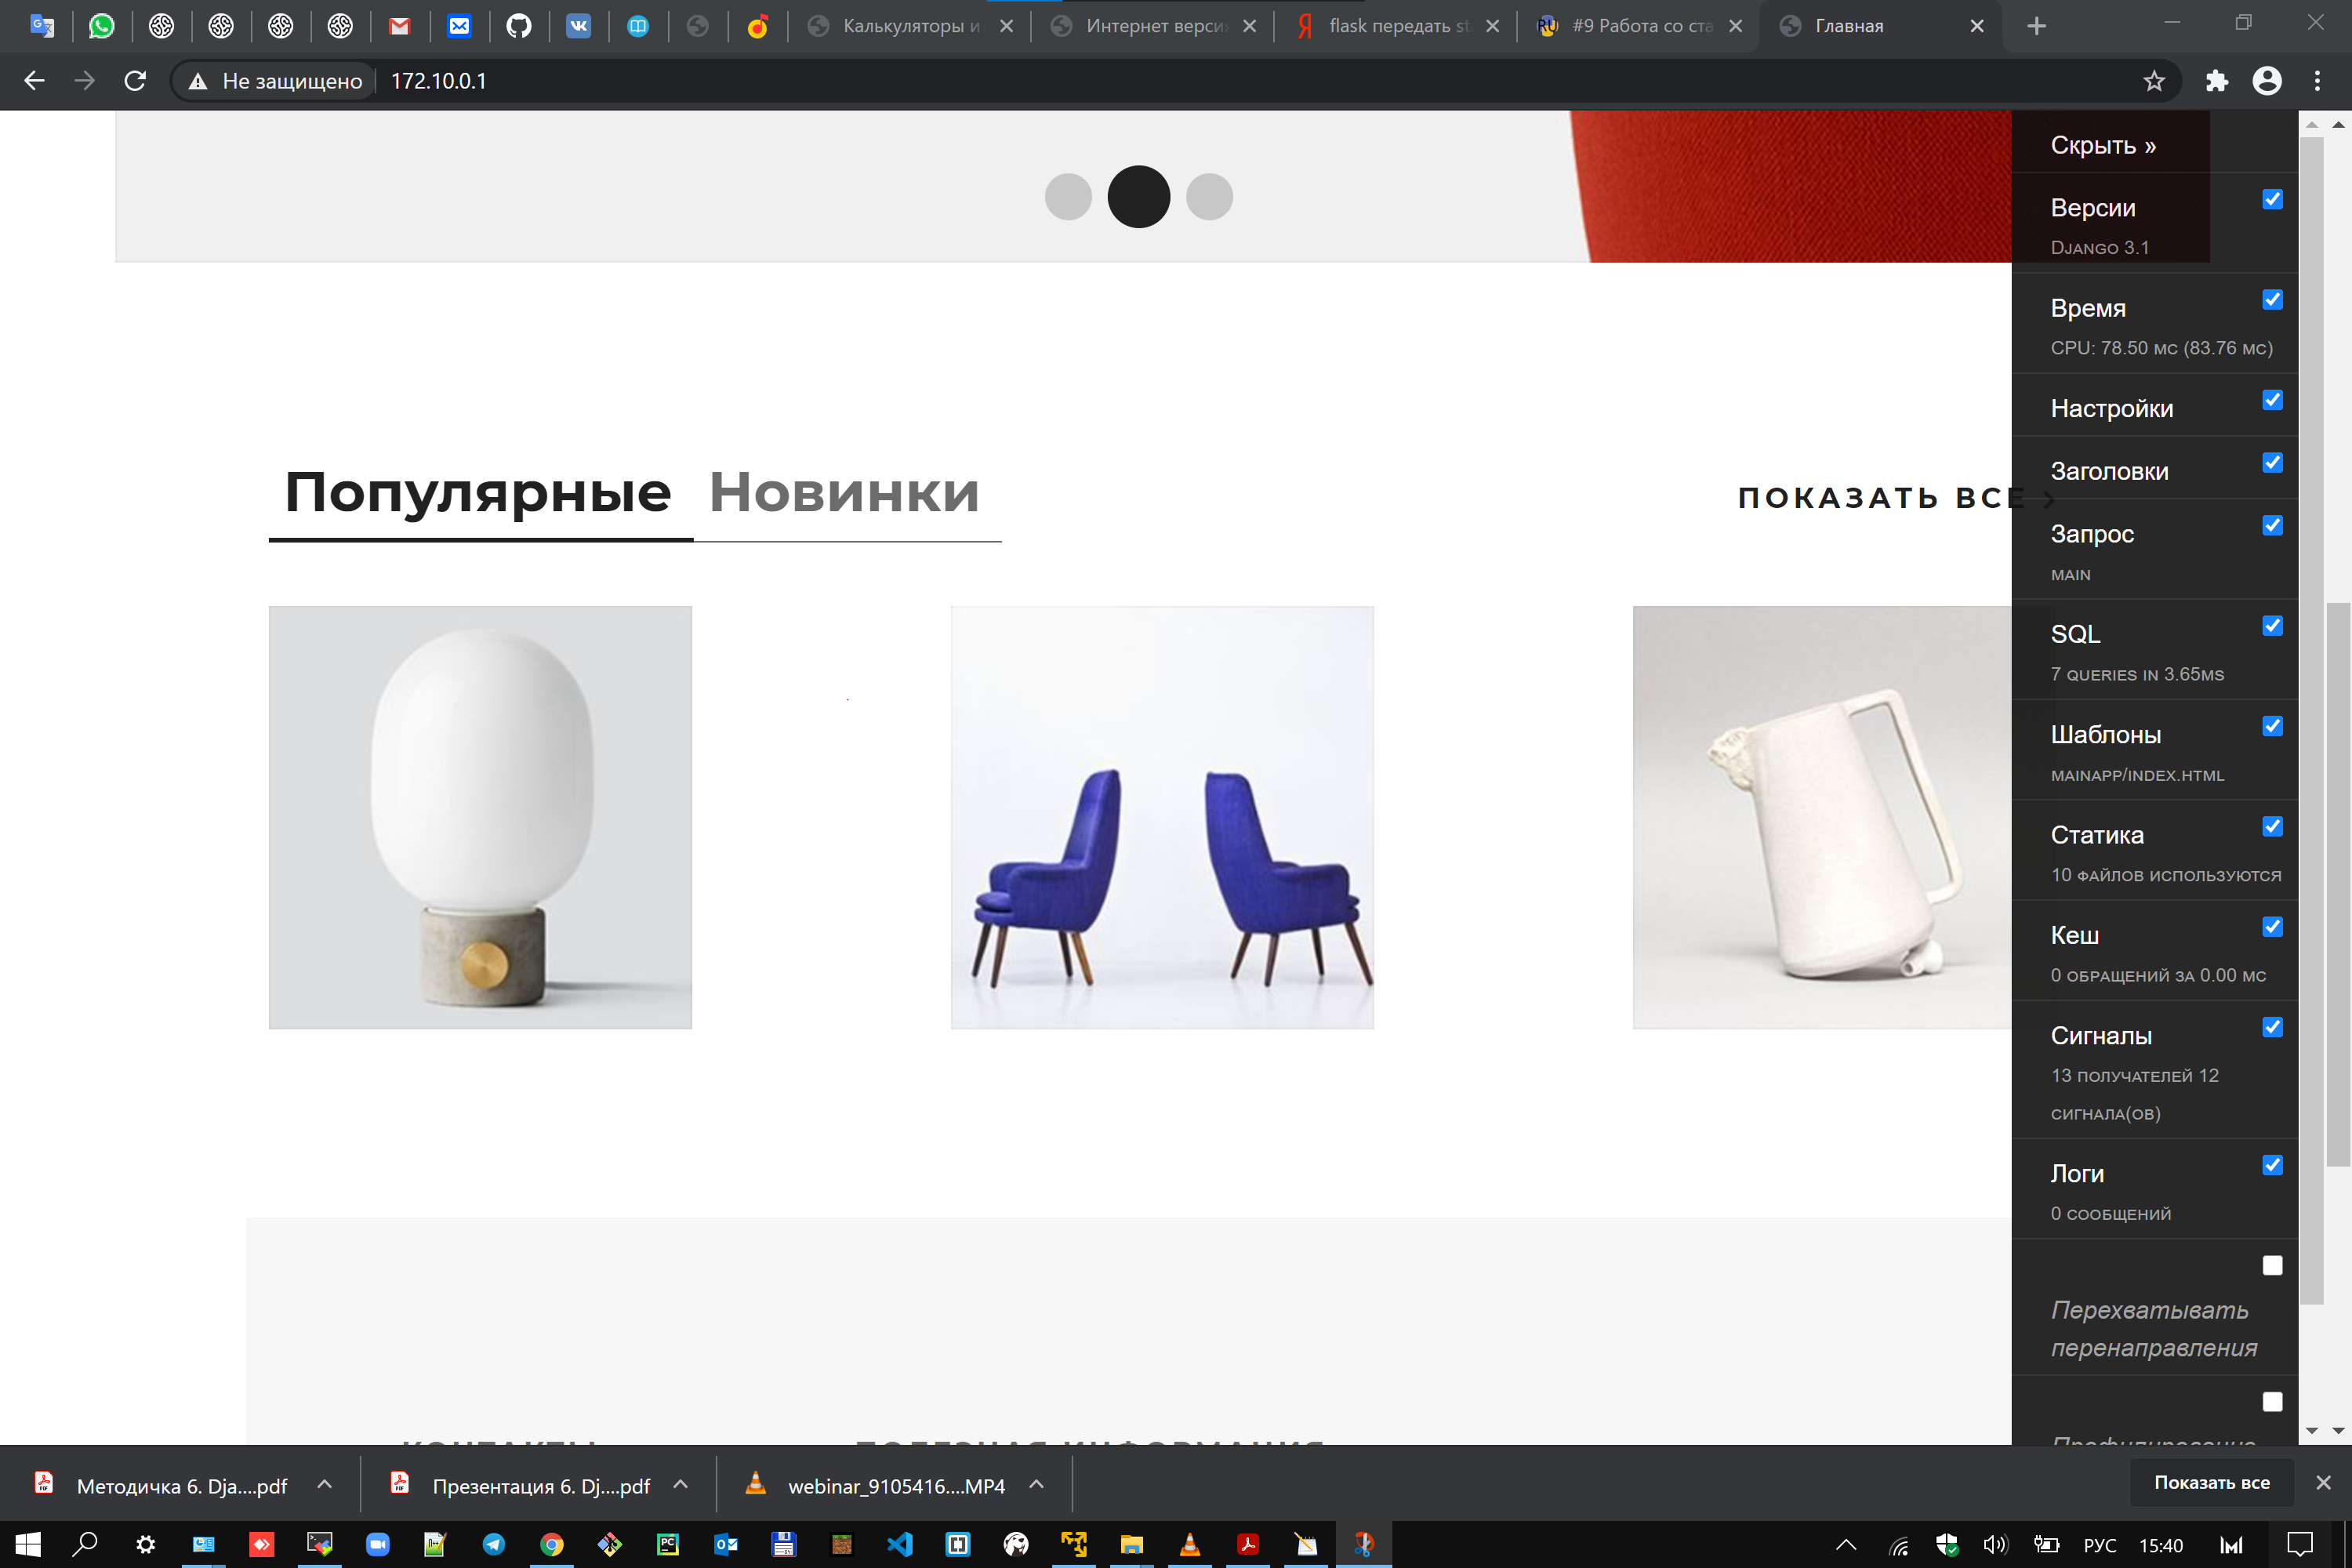 Калькуляторы и
Интернет верси
flask передать st
#9 Работа со ста
Главная
Не защищено
172.10.0.1
Скрыть »
Версии
Django 3.1
Время
CPU: 78.50 мс (83.76 мс)
Настройки
Заголовки
Запрос
main
SQL
7 queries in 3.65ms
Шаблоны
mainapp/index.html
Статика
10 файлов используются
Кеш
0 обращений за 0.00 мс
Сигналы
13 получателей 12
сигнала(ов)
Логи
0 сообщений
Перехватывать
перенаправления
Профилирование
Популярные
Новинки
ПОКАЗАТЬ ВСЕ
КОНТАКТЫ
ПОЛЕЗНАЯ ИНФОРМАЦИЯ
Методичка 6. Dja....pdf
Презентация 6. Dj....pdf
webinar_9105416....MP4
Показать все
РУС
15:40